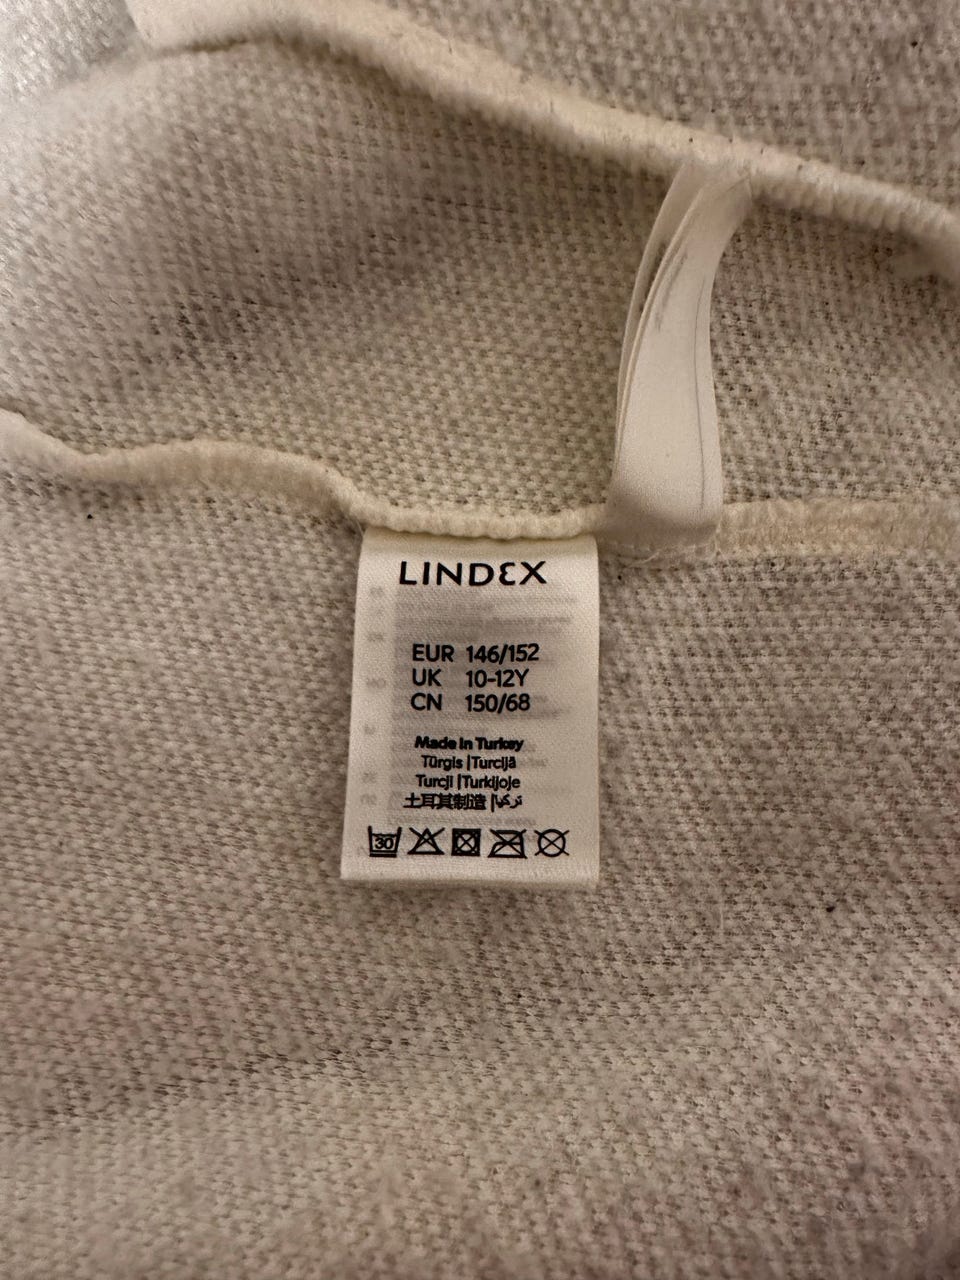 LINDEX
EUR 146/152
UK 10-12Y
CN 150/68
Made in Turkey
Türgis | Turcijā
Turcji | Turkijoje
土耳其制造 | تركيا
30